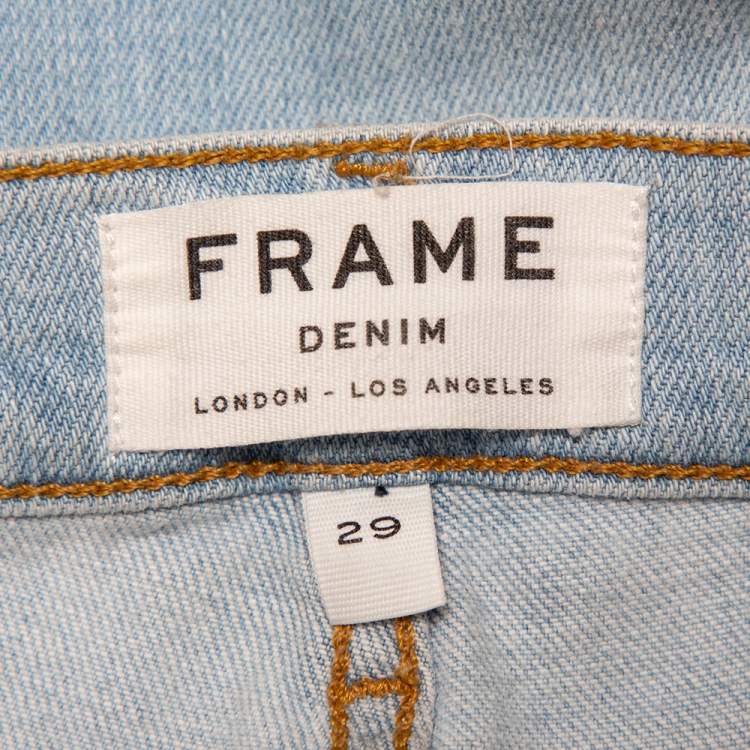 FRAME
DENIM
LONDON - LOS ANGELES
29